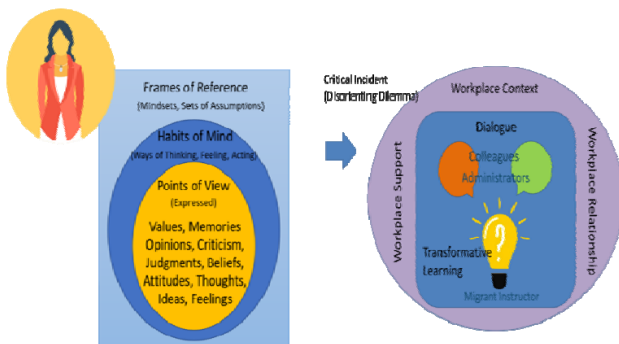 Frames of Reference
(Mindsets, Sets of Assumptions)
Habits of Mind
(Ways of Thinking, Feeling, Acting)
Points of View
(Expressed)
Values, Memories
Opinions, Criticism,
Judgments, Beliefs,
Attitudes, Thoughts,
Ideas, Feelings
Critical Incident
(Disorienting Dilemma)
Workplace Context
Workplace Support
Dialogue
Colleagues
Administrators
?
Transformative
Learning
Migrant Instructor
Workplace Relationship